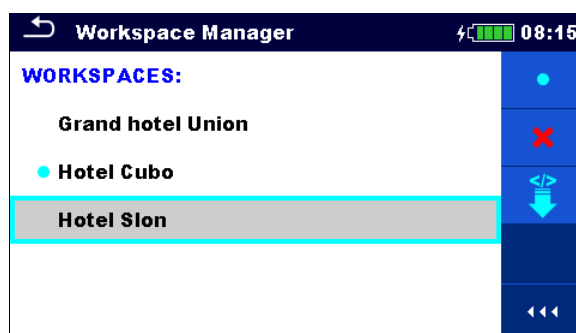 Workspace Manager 08:15
WORKSPACES:
Grand hotel Union
Hotel Cubo
</>
Hotel Slon